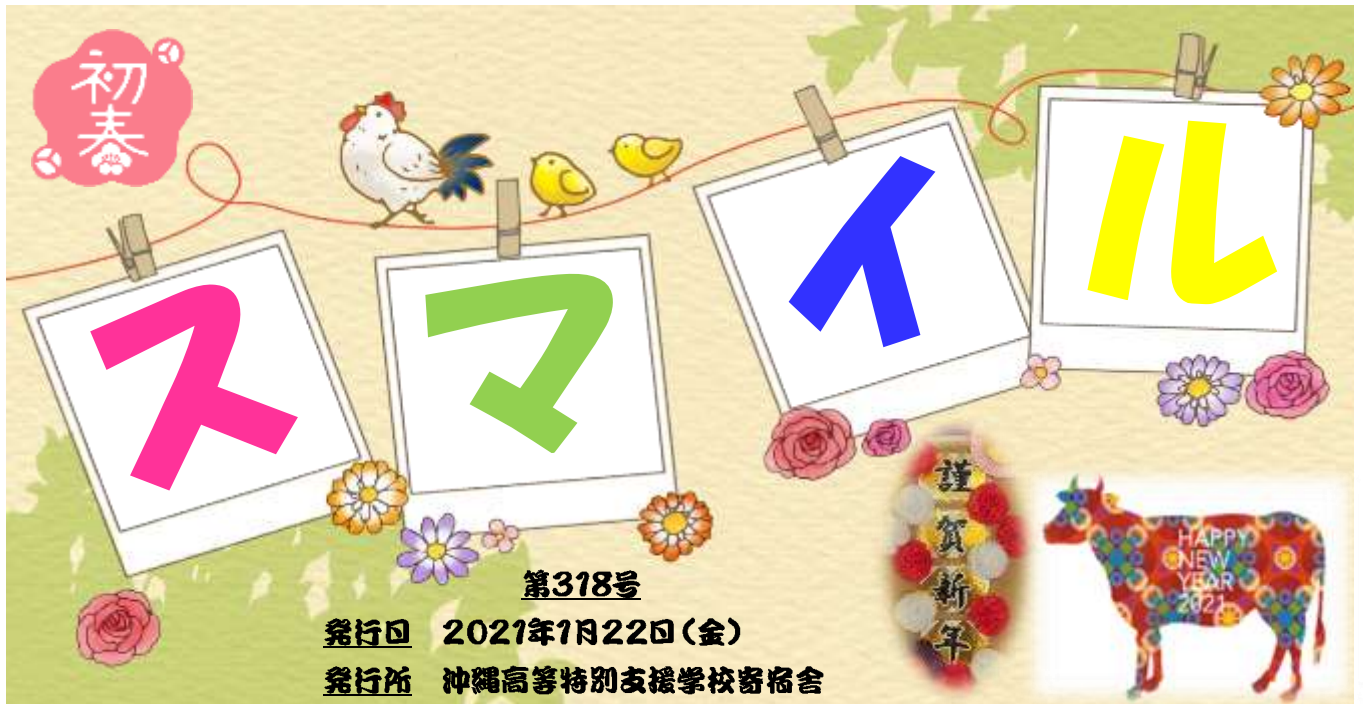 初春
スマイル
第318号
発行日 2021年1月22日(金)
発行所 沖縄高等特別支援学校寄宿舎
謹賀新年
HAPPY
NEW
YEAR
2021